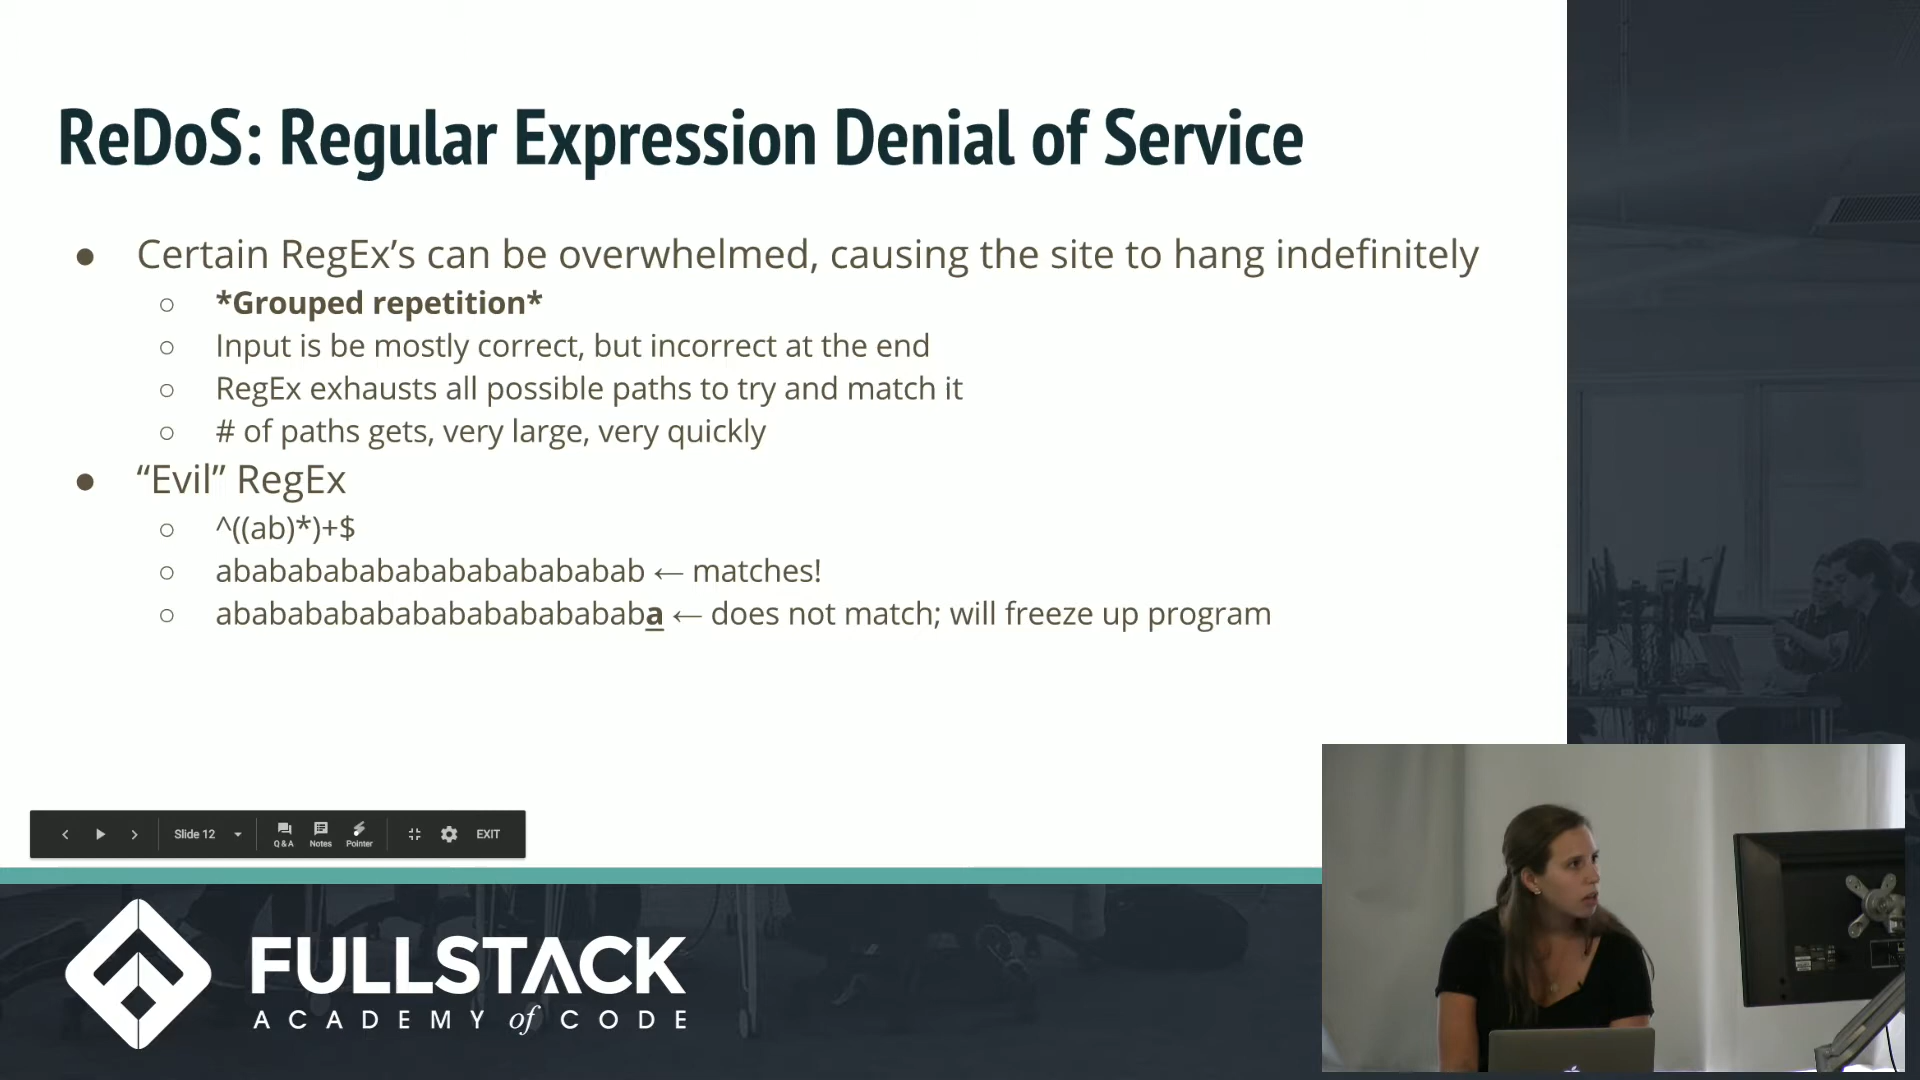 ReDoS: Regular Expression Denial of Service
● Certain RegEx’s can be overwhelmed, causing the site to hang indefinitely
○ *Grouped repetition*
○ Input is be mostly correct, but incorrect at the end
○ RegEx exhausts all possible paths to try and match it
○ # of paths gets, very large, very quickly
● “Evil” RegEx
○ ^((ab)*)+$
○ abababababababababababab ← matches!
○ ababababababababababababa ← does not match; will freeze up program
Slide 12 Q & A Notes Pointer EXIT
FULLSTACK
ACADEMY of CODE